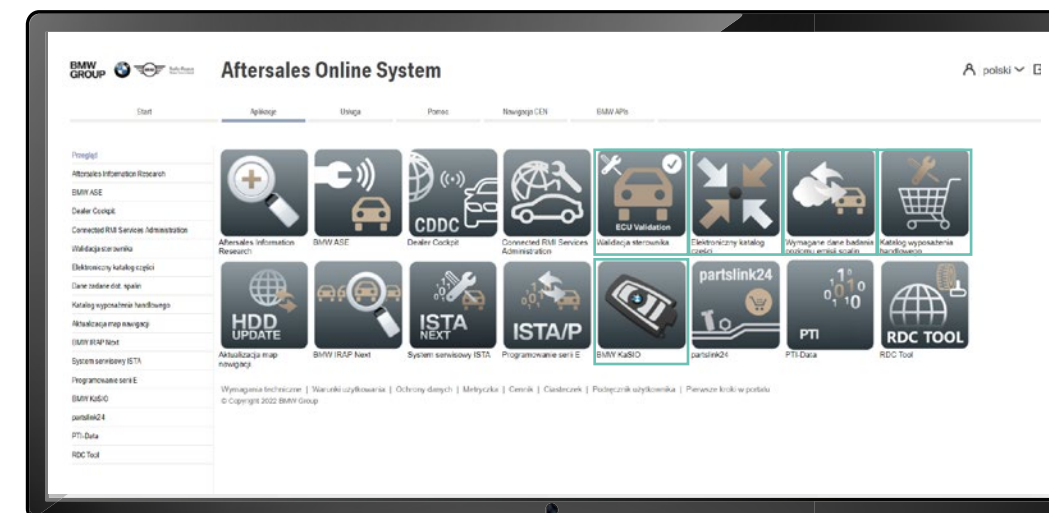 BMW
GROUP
Aftersales Online System
polski
Start
Aplikacje
Usługa
Pomoc
Nawigacja CEN
BMW APIs
Przegląd
Aftersales Information Research
BMW ASE
Dealer Cockpit
Connected RMI Services Administration
Walidacja sterownika
Elektroniczny katalog części
Dane żądane dot. spalin
Katalog wyposażenia handlowego
Aktualizacja map nawigacji
BMW IRAP Next
System serwisowy ISTA
Programowanie serii E
BMW KaSIO
partslink24
PTI-Data
RDC Tool
CDDC
ECU Validation
Aftersales Information
Research
BMW ASE
Dealer Cockpit
Connected RMI Services
Administration
Walidacja sterownika
Elektroniczny katalog
części
Wymagane dane badania
poziomu emisji spalin
Katalog wyposażenia
handlowego
HDD
UPDATE
ISTA
NEXT
ISTA/P
partslink24
PTI
RDC TOOL
Aktualizacja map
nawigacji
BMW IRAP Next
System serwisowy ISTA
Programowanie serii E
BMW KaSIO
partslink24
PTI-Data
RDC Tool
Wymagania techniczne | Warunki użytkowania | Ochrony danych | Metryczka | Cennik | Ciasteczek | Podręcznik użytkownika | Pierwsze kroki w portalu
© Copyright 2022 BMW Group